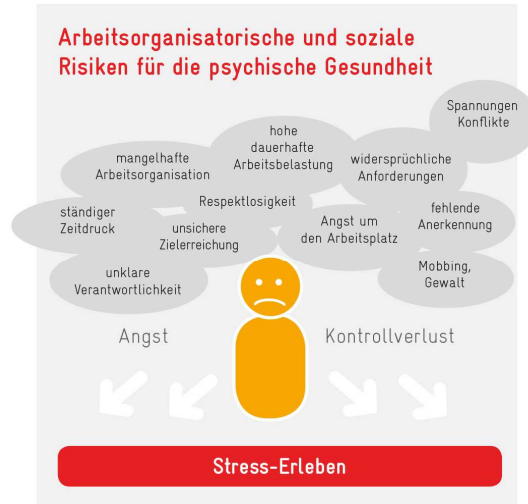 Arbeitsorganisatorische und soziale
Risiken für die psychische Gesundheit
Spannungen
Konflikte
hohe
dauerhafte
Arbeitsbelastung
mangelhafte
Arbeitsorganisation
widersprüchliche
Anforderungen
Respektlosigkeit
ständiger
Zeitdruck
unsichere
Zielerreichung
Angst um
den Arbeitsplatz
fehlende
Anerkennung
unklare
Verantwortlichkeit
Mobbing,
Gewalt
Angst
Kontrollverlust
Stress-Erleben